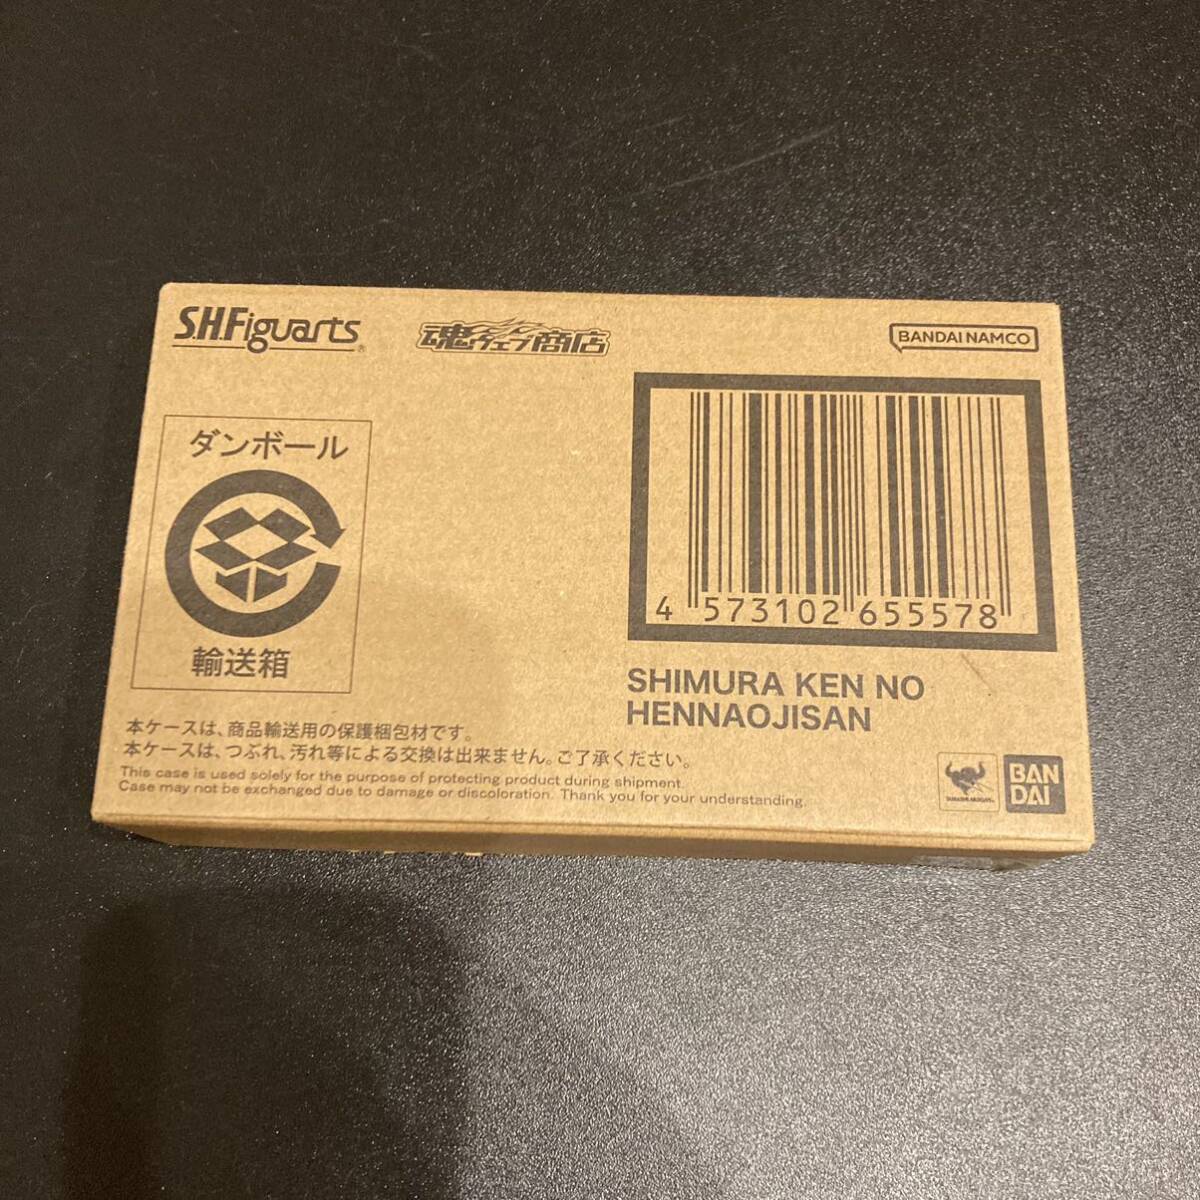 S.H.Figuarts®
魂ウェブ商店
BANDAI NAMCO
ダンボール
輸送箱
4 573102 655578
SHIMURA KEN NO
HENNAOJISAN
本ケースは、商品輸送用の保護梱包材です。
本ケースは、つぶれ、汚れ等による交換は出来ません。ご了承ください。
This case is used solely for the purpose of protecting product during shipment.
Case may not be exchanged due to damage or discoloration. Thank you for your understanding.
TAMASHII NATIONS
BAN
DAI